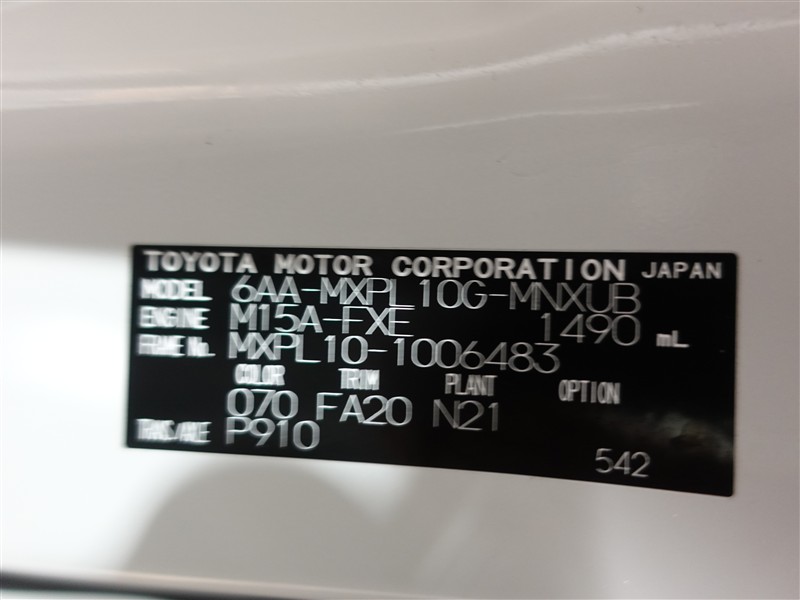 TOYOTA MOTOR CORPORATION JAPAN
MODEL 6AA-MXPL10G-MNXUB
ENGINE M15A-FXE 1490 mL
FRAME No. MXPL10-1006483
COLOR TRIM PLANT OPTION
070 FA20 N21
TRANS/AXLE P910
542